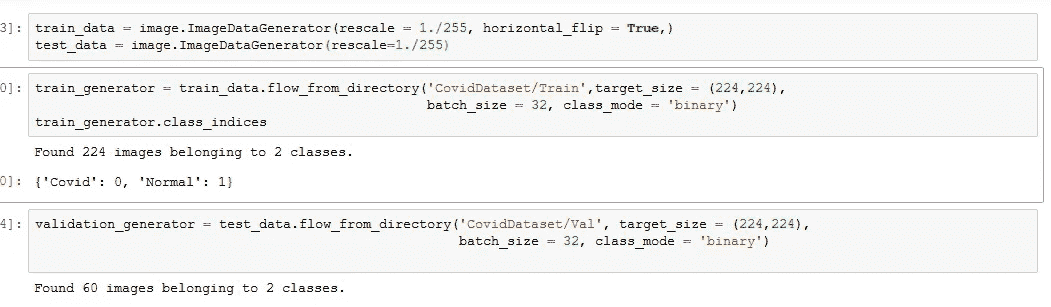 3]: train_data = image.ImageDataGenerator(rescale = 1./255, horizontal_flip = True,)
test_data = image.ImageDataGenerator(rescale=1./255)
0]: train_generator = train_data.flow_from_directory('CovidDataset/Train',target_size = (224,224),
batch_size = 32, class_mode = 'binary')
train_generator.class_indices
Found 224 images belonging to 2 classes.
0]: {'Covid': 0, 'Normal': 1}
4]: validation_generator = test_data.flow_from_directory('CovidDataset/Val', target_size = (224,224),
batch_size = 32, class_mode = 'binary')
Found 60 images belonging to 2 classes.